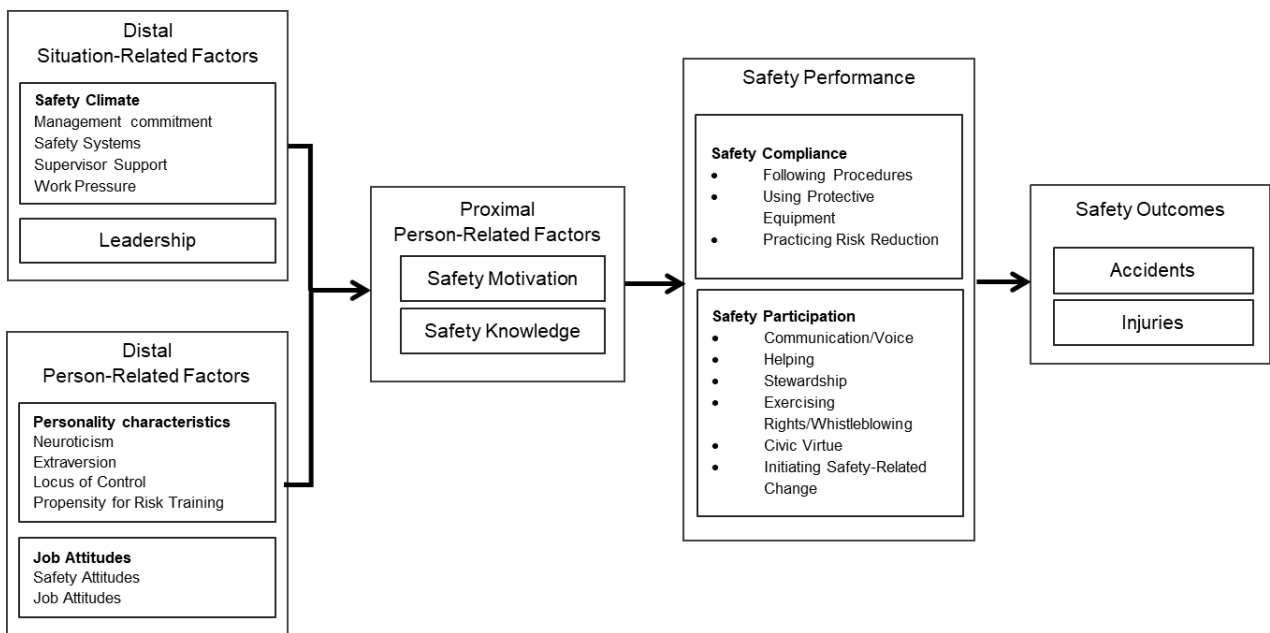 Distal
Situation-Related Factors
Safety Climate
Management commitment
Safety Systems
Supervisor Support
Work Pressure
Leadership
Distal
Person-Related Factors
Personality characteristics
Neuroticism
Extraversion
Locus of Control
Propensity for Risk Training
Job Attitudes
Safety Attitudes
Job Attitudes
Proximal
Person-Related Factors
Safety Motivation
Safety Knowledge
Safety Performance
Safety Compliance
• Following Procedures
• Using Protective
Equipment
• Practicing Risk Reduction
Safety Participation
• Communication/Voice
• Helping
• Stewardship
• Exercising
Rights/Whistleblowing
• Civic Virtue
• Initiating Safety-Related
Change
Safety Outcomes
Accidents
Injuries